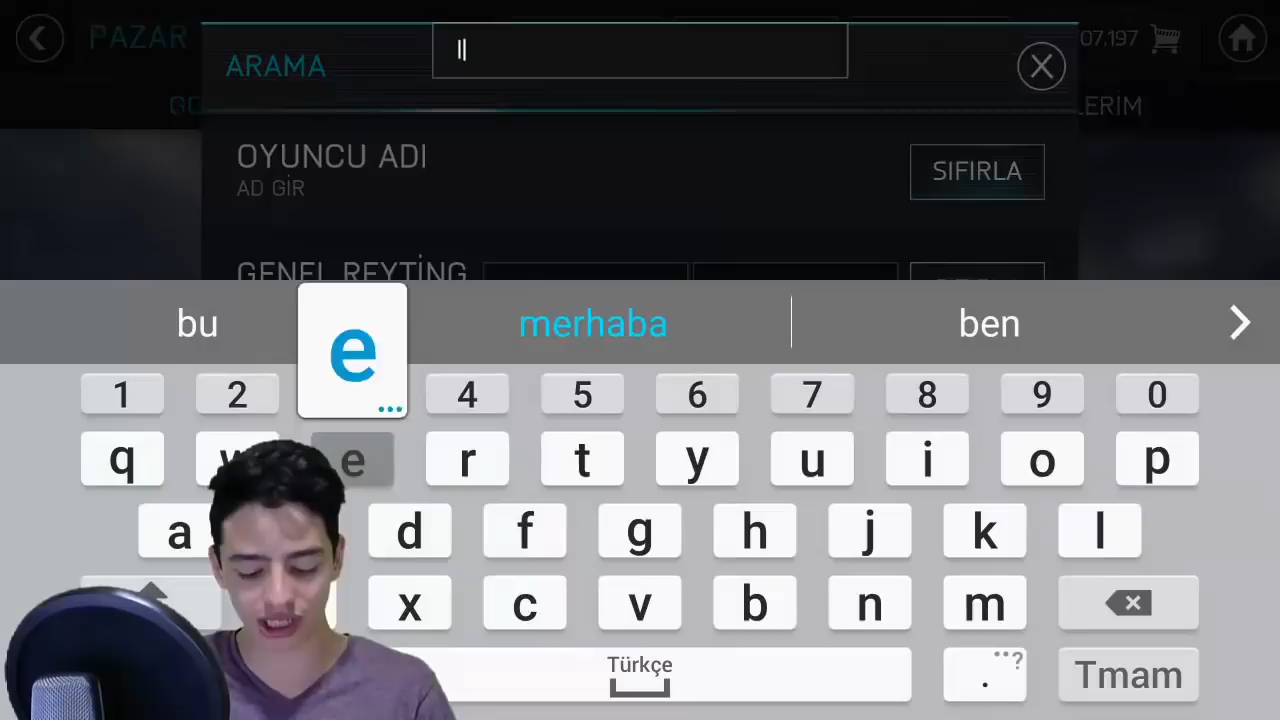 PAZAR
ARAMA
l
07.197
LERİM
OYUNCU ADI
AD GİR
SIFIRLA
GENEL REYTİNG
bu
e
...
merhaba
ben
1 2 4 5 6 7 8 9 0
q w e r t y u i o p
a d f g h j k l
x c v b n m
Türkçe
. ..?
Tmam